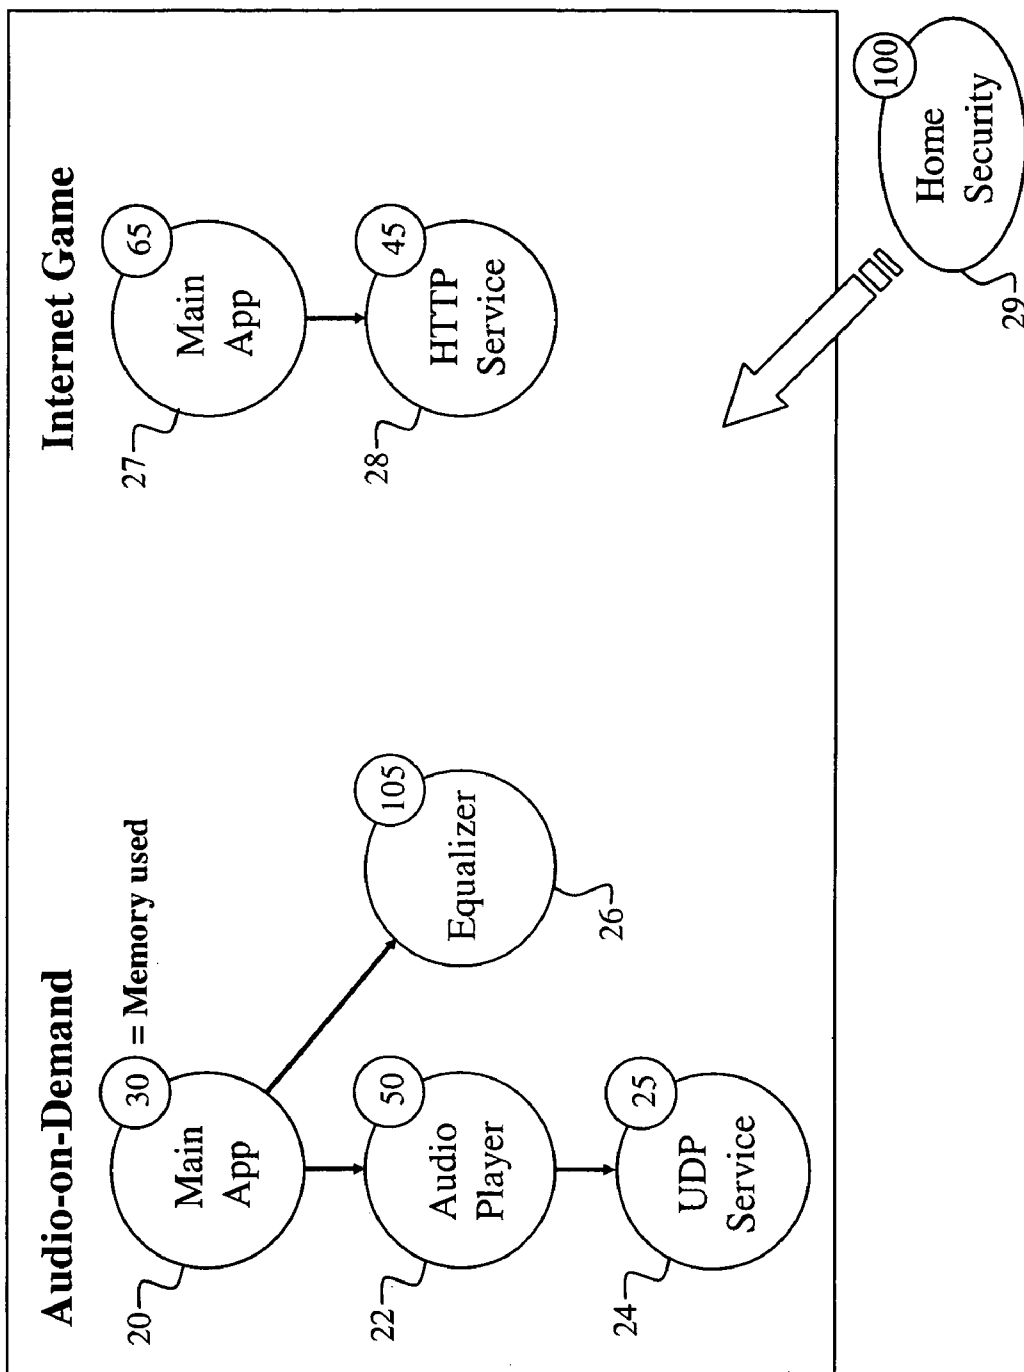 Audio-on-Demand
30 = Memory used
Main
App
20
50
Audio
Player
22
25
UDP
Service
24
105
Equalizer
26
Internet Game
65
Main
App
27
45
HTTP
Service
28
100
Home
Security
29